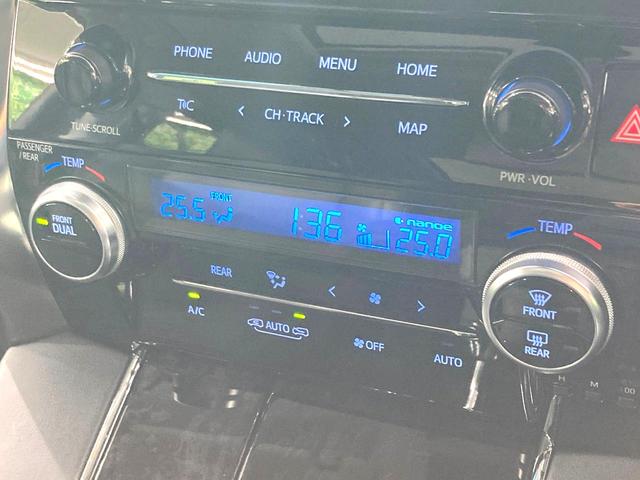 PHONE AUDIO MENU HOME
T&C < CH·TRACK > MAP
TUNE·SCROLL
PWR·VOL
PASSENGER
/REAR
TEMP
FRONT
DUAL
25.5 FRONT 1:36 nanoe 25.0
TEMP
FRONT
REAR
REAR < >
A/C AUTO OFF AUTO
H M :00